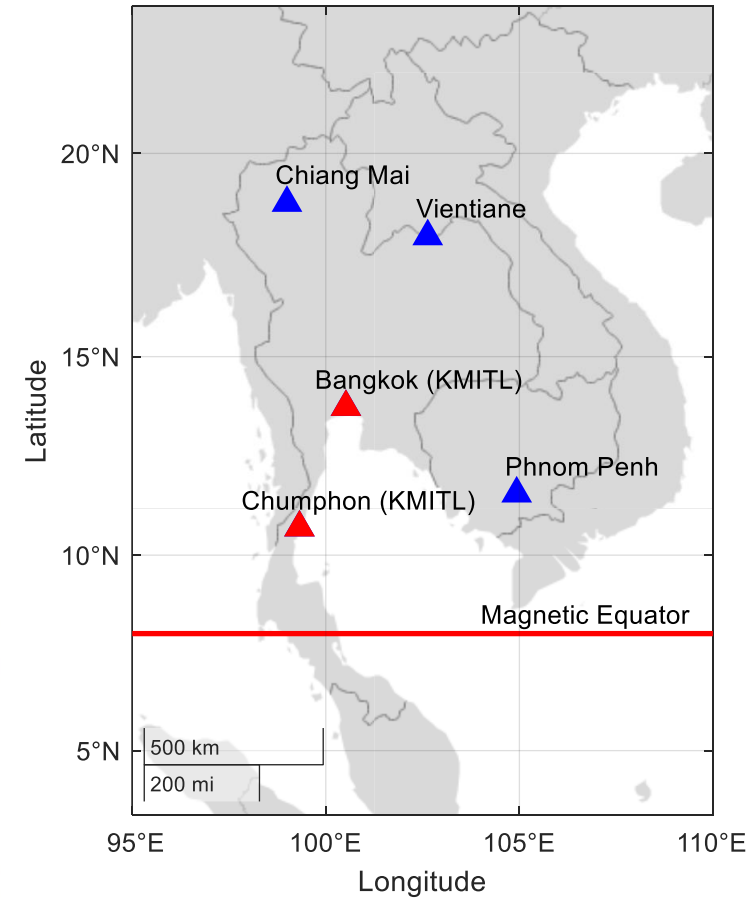 20°N
Chiang Mai
Vientiane
15°N
Bangkok (KMITL)
Phnom Penh
Chumphon (KMITL)
10°N
Magnetic Equator
5°N
500 km
200 mi
95°E
100°E
105°E
110°E
Longitude
Latitude